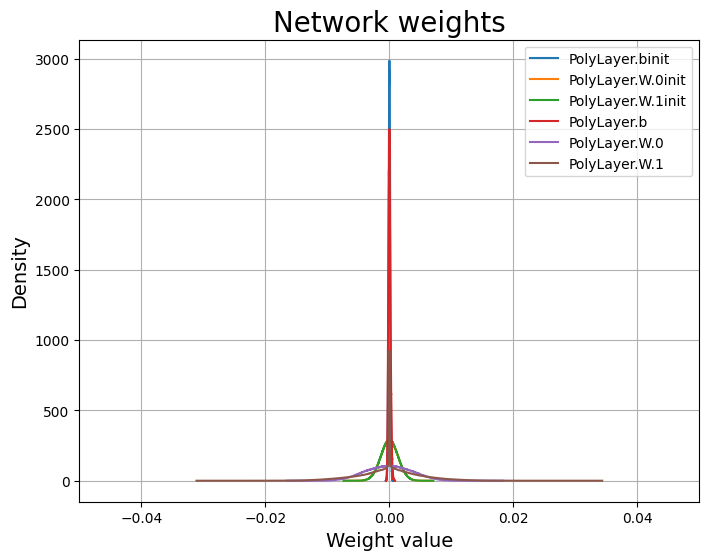 Network weights
3000
2500
2000
1500
1000
500
0
Density
PolyLayer.binit
PolyLayer.W.0init
PolyLayer.W.1init
PolyLayer.b
PolyLayer.W.0
PolyLayer.W.1
−0.04 −0.02 0.00 0.02 0.04
Weight value